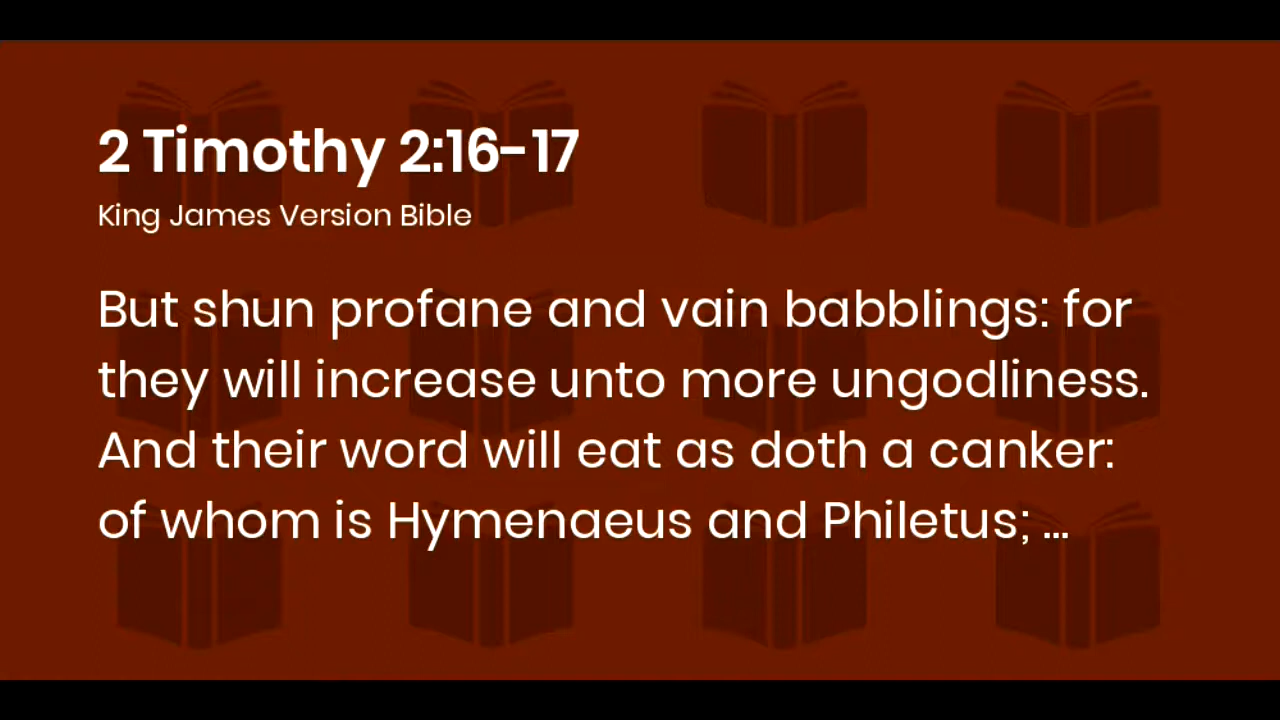 2 Timothy 2:16-17
King James Version Bible
But shun profane and vain babblings: for
they will increase unto more ungodliness.
And their word will eat as doth a canker:
of whom is Hymenaeus and Philetus; ...